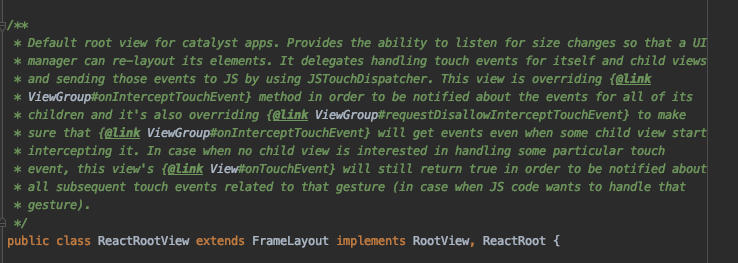 /**
* Default root view for catalyst apps. Provides the ability to listen for size changes so that a UI
* manager can re-layout its elements. It delegates handling touch events for itself and child views
* and sending those events to JS by using JSTouchDispatcher. This view is overriding {@link
* ViewGroup#onInterceptTouchEvent} method in order to be notified about the events for all of its
* children and it's also overriding {@link ViewGroup#requestDisallowInterceptTouchEvent} to make
* sure that {@link ViewGroup#onInterceptTouchEvent} will get events even when some child view start
* intercepting it. In case when no child view is interested in handling some particular touch
* event, this view's {@link View#onTouchEvent} will still return true in order to be notified about
* all subsequent touch events related to that gesture (in case when JS code wants to handle that
* gesture).
*/
public class ReactRootView extends FrameLayout implements RootView, ReactRoot {